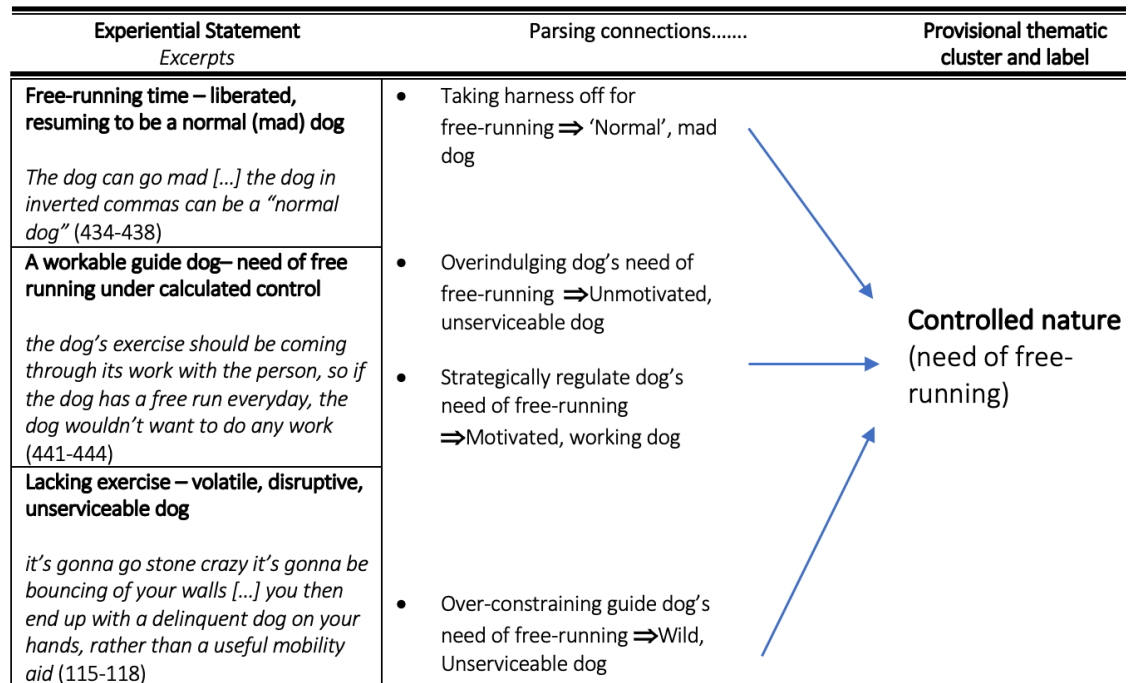 Experiential Statement
Excerpts
Parsing connections.......
Provisional thematic
cluster and label
Free-running time – liberated,
resuming to be a normal (mad) dog
The dog can go mad […] the dog in
inverted commas can be a “normal
dog” (434-438)
• Taking harness off for
free-running ⇒ ‘Normal’, mad
dog
A workable guide dog– need of free
running under calculated control
the dog’s exercise should be coming
through its work with the person, so if
the dog has a free run everyday, the
dog wouldn’t want to do any work
(441-444)
• Overindulging dog’s need of
free-running ⇒Unmotivated,
unserviceable dog
• Strategically regulate dog’s
need of free-running
⇒Motivated, working dog
Lacking exercise – volatile, disruptive,
unserviceable dog
it’s gonna go stone crazy it’s gonna be
bouncing of your walls […] you then
end up with a delinquent dog on your
hands, rather than a useful mobility
aid (115-118)
• Over-constraining guide dog’s
need of free-running ⇒Wild,
Unserviceable dog
Controlled nature
(need of free-
running)